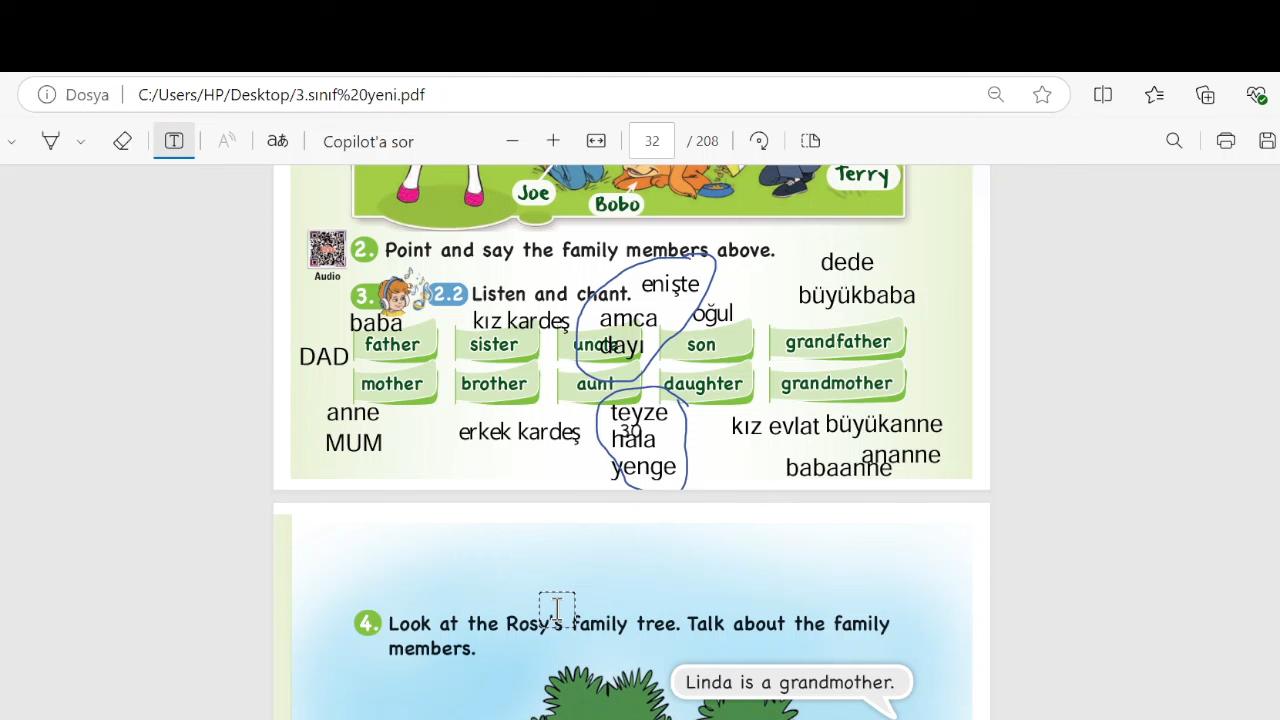 Dosya C:/Users/HP/Desktop/3.sınıf%20yeni.pdf
aあ Copilot'a sor 32 / 208
Joe Bobo Terry
Audio
2. Point and say the family members above.
dede
büyükbaba
3. 2.2 Listen and chant.
enişte
baba kız kardeş amca oğul
dayı
DAD father sister uncle son grandfather
mother brother aunt daughter grandmother
anne
MUM
erkek kardeş
teyze
30
hala
yenge
kız evlat büyükanne
ananne
babaanne
4. Look at the Rosy's family tree. Talk about the family
members.
Linda is a grandmother.